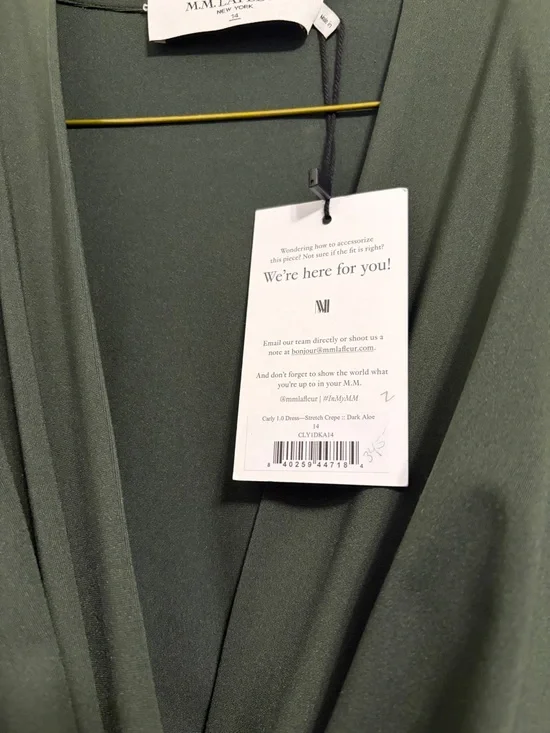 NEW YORK
14
Wondering how to accessorize
this piece? Not sure if the fit is right?
We're here for you!
M
Email our team directly or shoot us a
note at bonjour@mmlafleur.com.
And don't forget to show the world what
you're up to in your M.M.
@mmlafleur | #InMyMM
2
Carly 1.0 Dress—Stretch Crepe :: Dark Aloe
14
CLY1DKA14
8 40259 44718 4
345